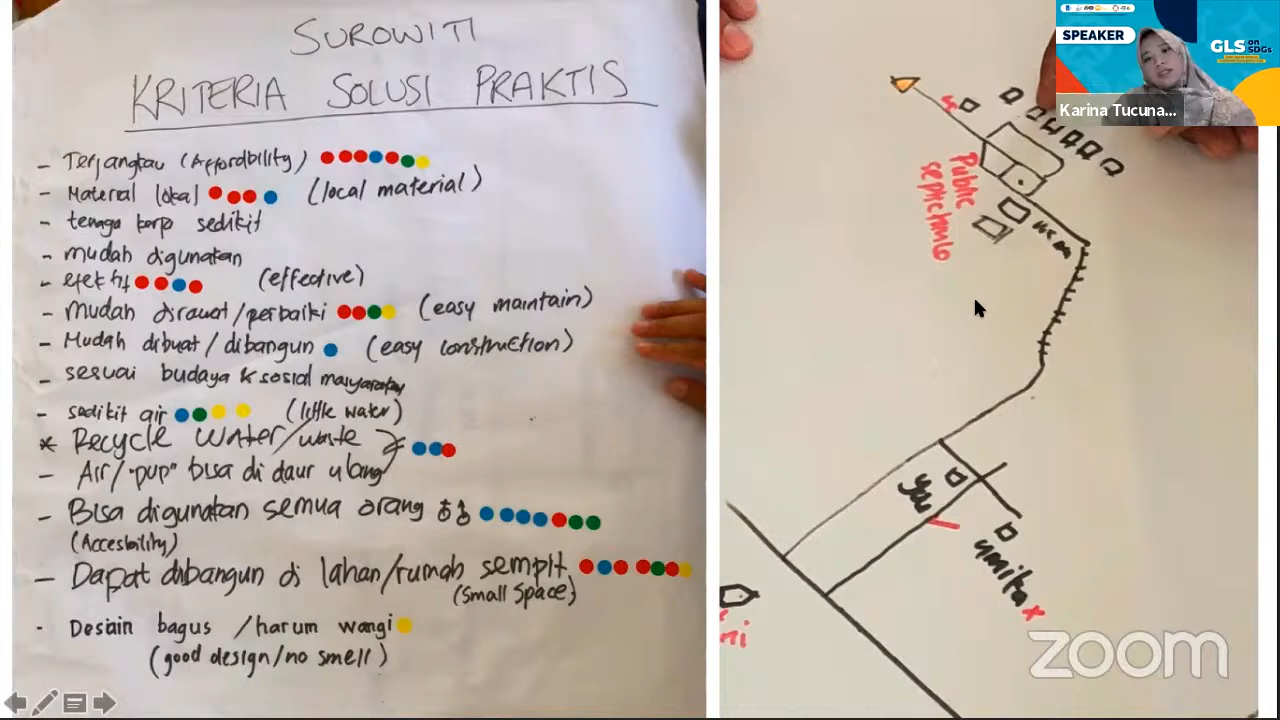 SUROWITI
KRITERIA SOLUSI PRAKTIS
- Terjangkau (Affordbility)
- Material lokal (local material)
- tenaga kerja sedikit
- mudah digunakan
- efektif (effective)
- Mudah dirawat/perbaiki (easy maintain)
- Mudah dibuat/dibangun (easy construction)
- sesuai budaya & sosial masyarakat
- sedikit air (little water)
* Recycle water/waste
- Air/"pup" bisa di daur ulang
- Bisa digunakan semua orang
(Accesbility)
- Dapat dibangun di lahan/rumah sempit
(Small Space)
- Desain bagus /harum wangi
(good design/no smell)
Public
septictank
umita x
SPEAKER
GLS on SDGs
Karina Tucuna...
zoom